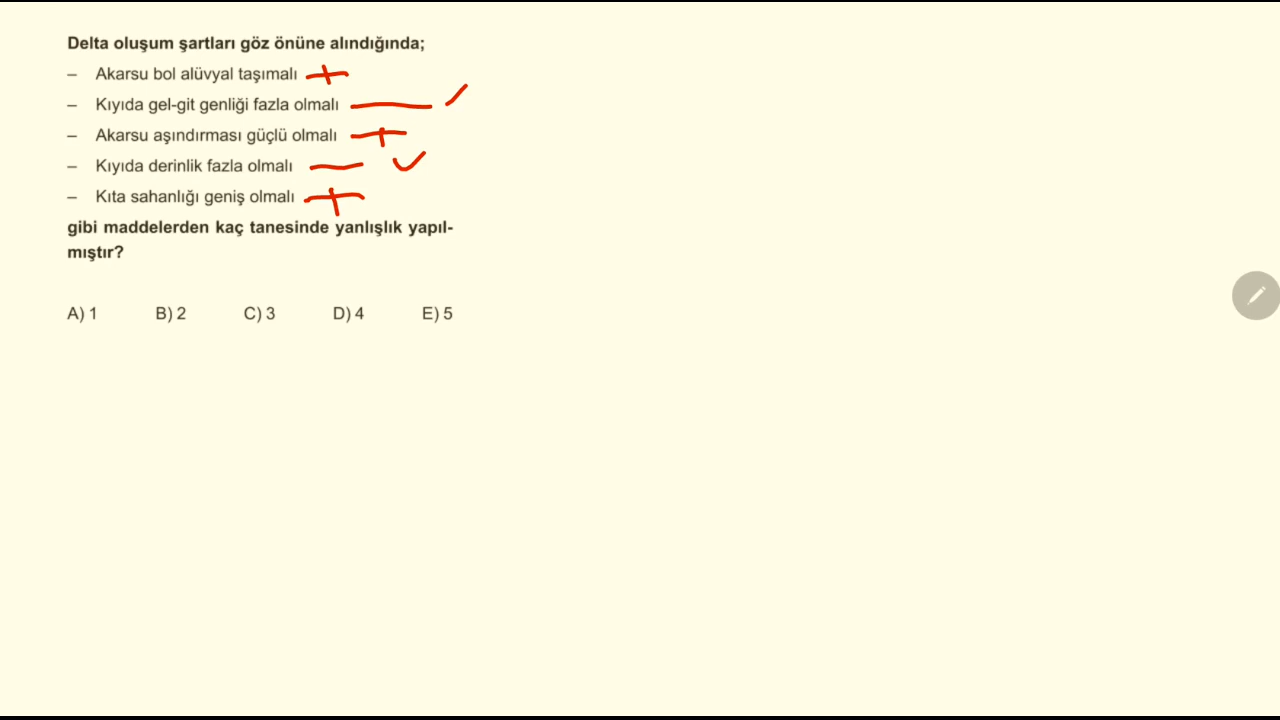 Delta oluşum şartları göz önüne alındığında;
– Akarsu bol alüvyal taşımalı +
– Kıyıda gel-git genliği fazla olmalı — ✓
– Akarsu aşındırması güçlü olmalı +
– Kıyıda derinlik fazla olmalı — ✓
– Kıta sahanlığı geniş olmalı +
gibi maddelerden kaç tanesinde yanlışlık yapıl-
mıştır?
A) 1 B) 2 C) 3 D) 4 E) 5